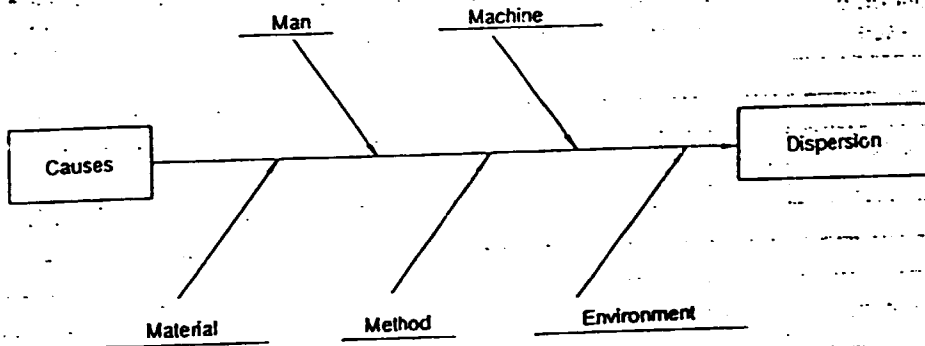 Man
Machine
Causes
Dispersion
Material
Method
Environment